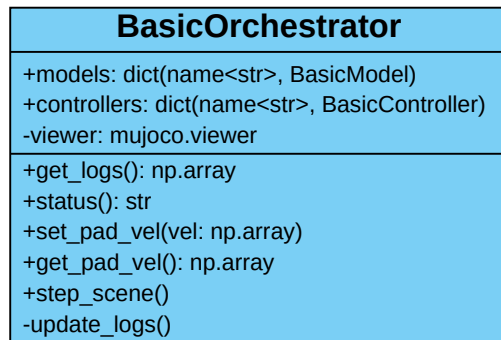 BasicOrchestrator
+models: dict(name<str>, BasicModel)
+controllers: dict(name<str>, BasicController)
-viewer: mujoco.viewer
+get_logs(): np.array
+status(): str
+set_pad_vel(vel: np.array)
+get_pad_vel(): np.array
+step_scene()
-update_logs()